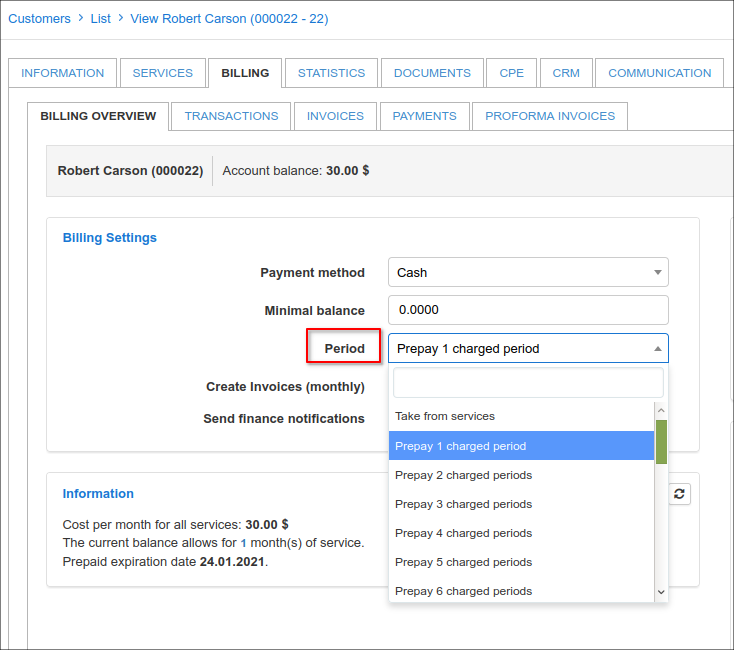 Customers > List > View Robert Carson (000022 - 22)
INFORMATION SERVICES BILLING STATISTICS DOCUMENTS CPE CRM COMMUNICATION
BILLING OVERVIEW TRANSACTIONS INVOICES PAYMENTS PROFORMA INVOICES
Robert Carson (000022) Account balance: 30.00 $
Billing Settings
Payment method Cash
Minimal balance 0.0000
Period Prepay 1 charged period
Create Invoices (monthly)
Send finance notifications
Take from services
Prepay 1 charged period
Prepay 2 charged periods
Prepay 3 charged periods
Prepay 4 charged periods
Prepay 5 charged periods
Prepay 6 charged periods
Information
Cost per month for all services: 30.00 $
The current balance allows for 1 month(s) of service.
Prepaid expiration date 24.01.2021.